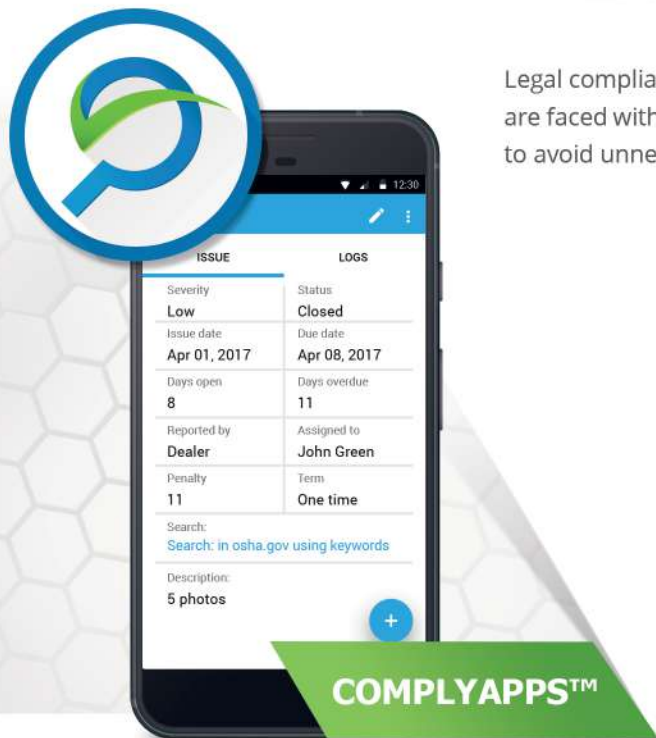 Legal
are faced with
to avoid
12:30
ISSUE LOGS
Severity Status
Low Closed
Issue date Due date
Apr 01, 2017 Apr 08, 2017
Days open Days overdue
8 11
Reported by Assigned to
Dealer John Green
Penalty Term
11 One time
Search:
Search: in osha.gov using keywords
Description:
5 photos
+
COMPLYAPPS™